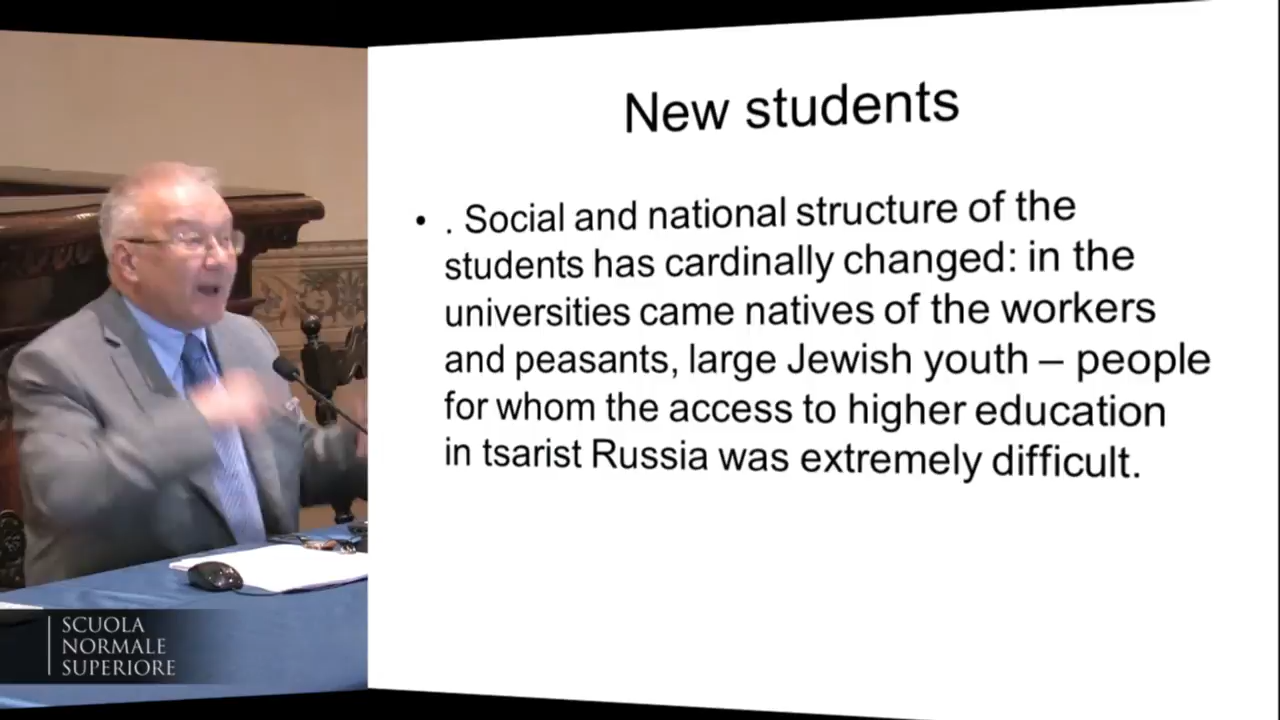 New students
• . Social and national structure of the
students has cardinally changed: in the
universities came natives of the workers
and peasants, large Jewish youth – people
for whom the access to higher education
in tsarist Russia was extremely difficult.
SCUOLA
NORMALE
SUPERIORE